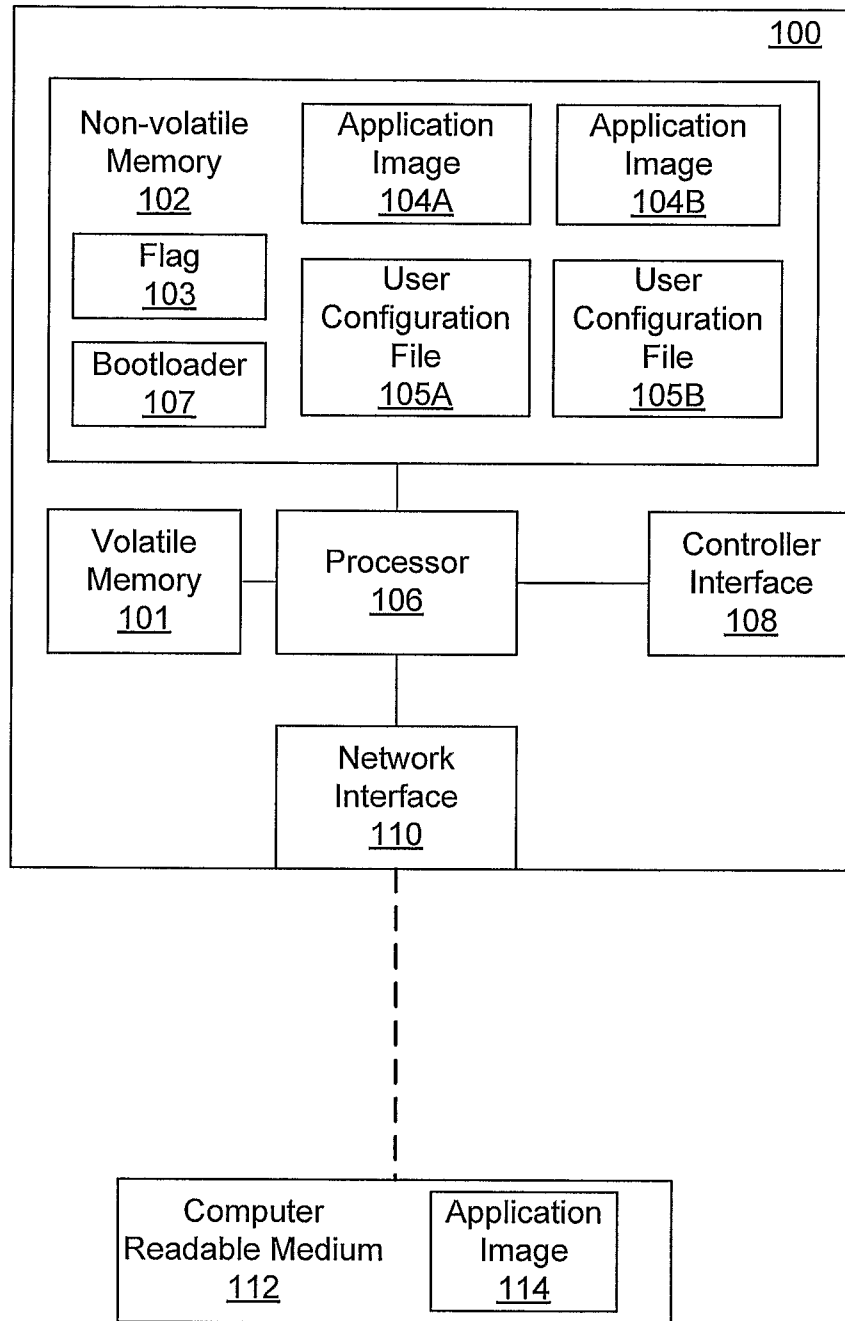 100
Non-volatile
Memory
102
Application
Image
104A
Application
Image
104B
Flag
103
User
Configuration
File
105A
User
Configuration
File
105B
Bootloader
107
Volatile
Memory
101
Processor
106
Controller
Interface
108
Network
Interface
110
Computer
Readable Medium
112
Application
Image
114